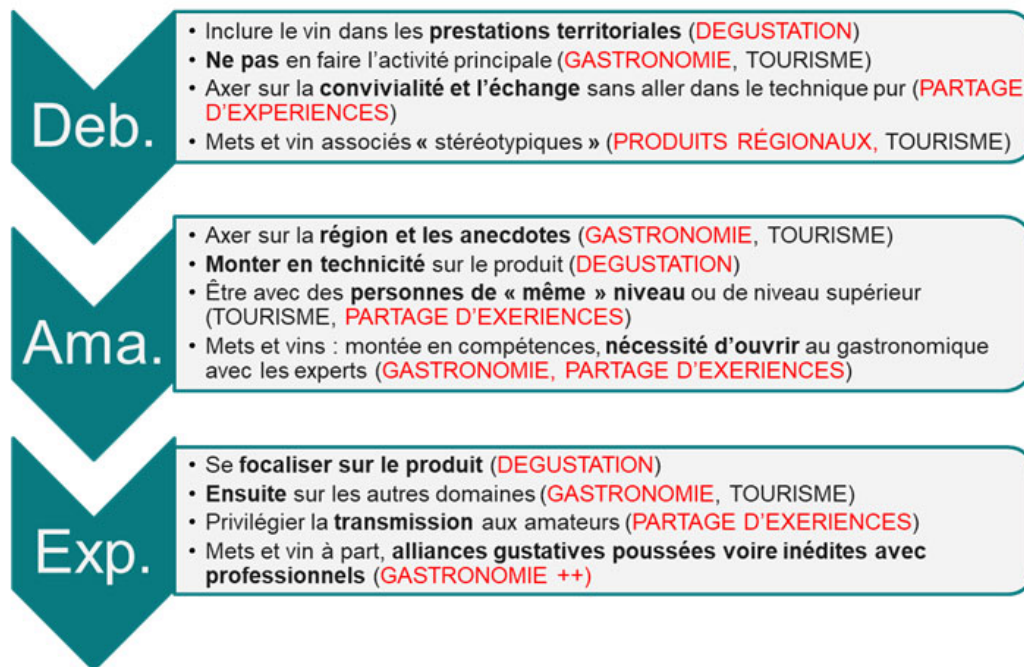 Deb.
• Inclure le vin dans les prestations territoriales (DEGUSTATION)
• Ne pas en faire l'activité principale (GASTRONOMIE, TOURISME)
• Axer sur la convivialité et l'échange sans aller dans le technique pur (PARTAGE
D'EXPERIENCES)
• Mets et vin associés « stéréotypiques » (PRODUITS RÉGIONAUX, TOURISME)
Ama.
• Axer sur la région et les anecdotes (GASTRONOMIE, TOURISME)
• Monter en technicité sur le produit (DEGUSTATION)
• Être avec des personnes de « même » niveau ou de niveau supérieur
(TOURISME, PARTAGE D'EXERIENCES)
• Mets et vins : montée en compétences, nécessité d'ouvrir au gastronomique
avec les experts (GASTRONOMIE, PARTAGE D'EXERIENCES)
Exp.
• Se focaliser sur le produit (DEGUSTATION)
• Ensuite sur les autres domaines (GASTRONOMIE, TOURISME)
• Privilégier la transmission aux amateurs (PARTAGE D'EXERIENCES)
• Mets et vin à part, alliances gustatives poussées voire inédites avec
professionnels (GASTRONOMIE ++)